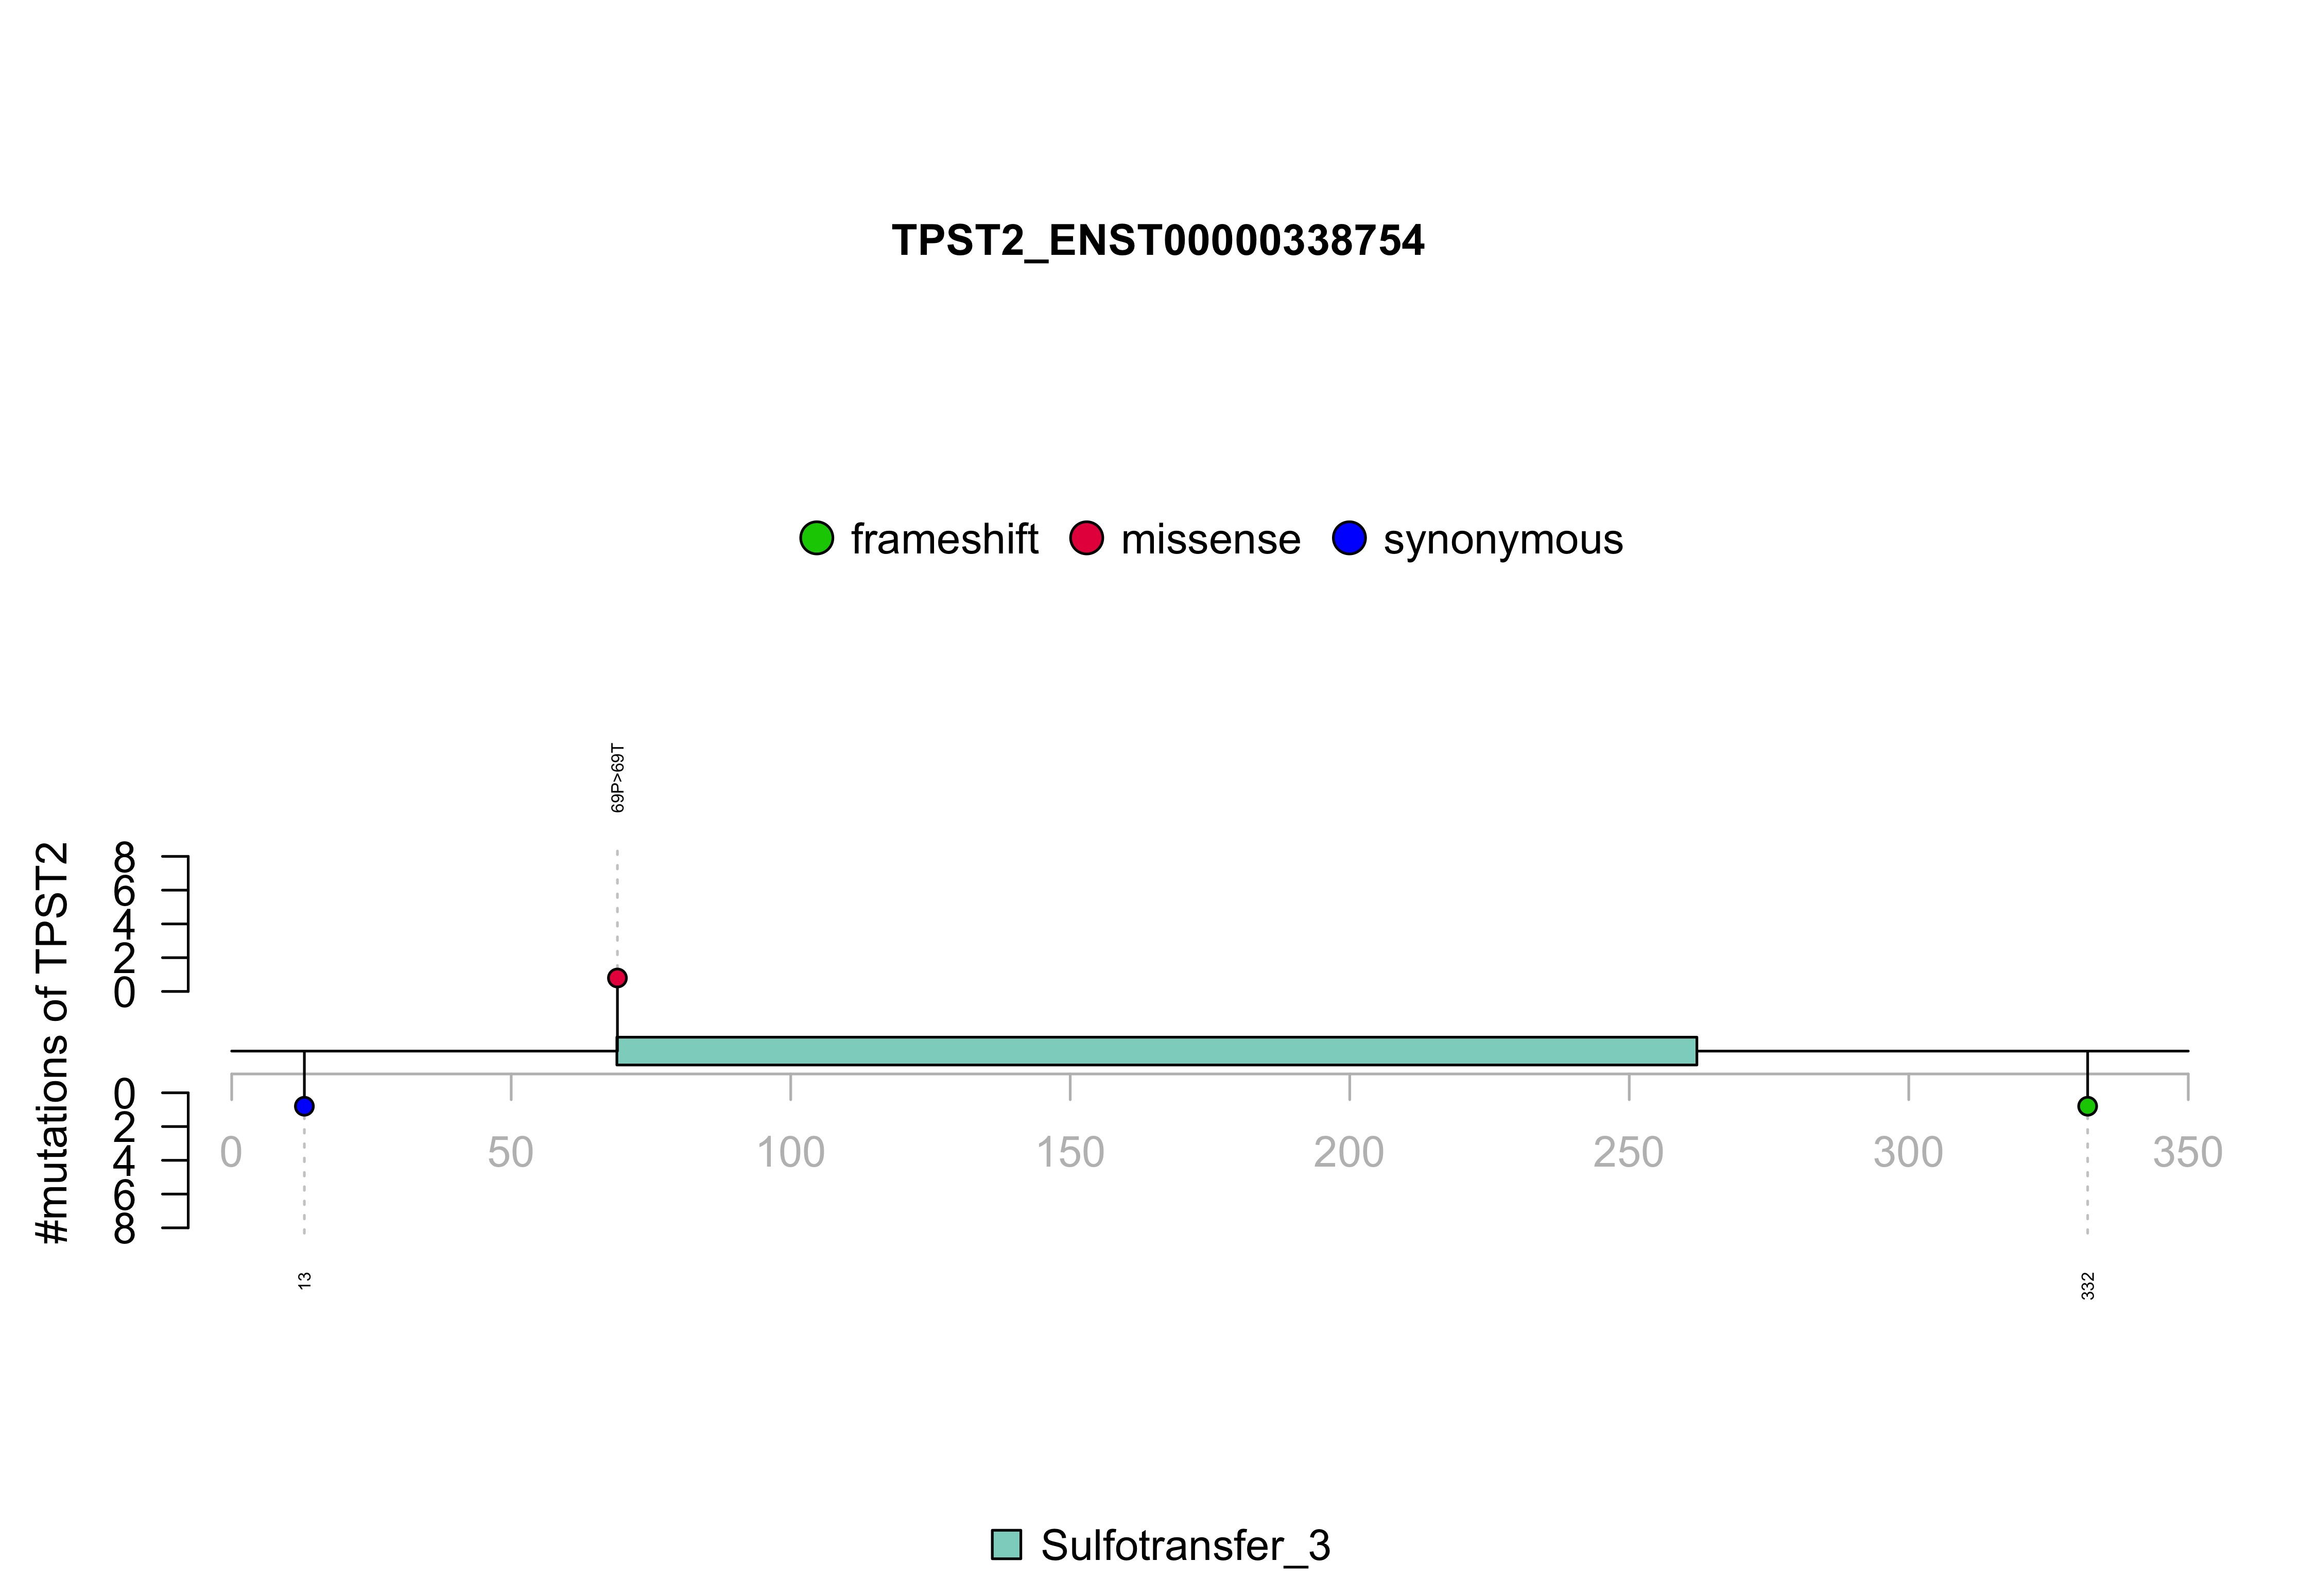 TPST2_ENST00000338754
frameshift missense synonymous
69P>69T
#mutations of TPST2
8
6
4
2
0
0
2
4
6
8
0 50 100 150 200 250 300 350
13
332
Sulfotransfer_3